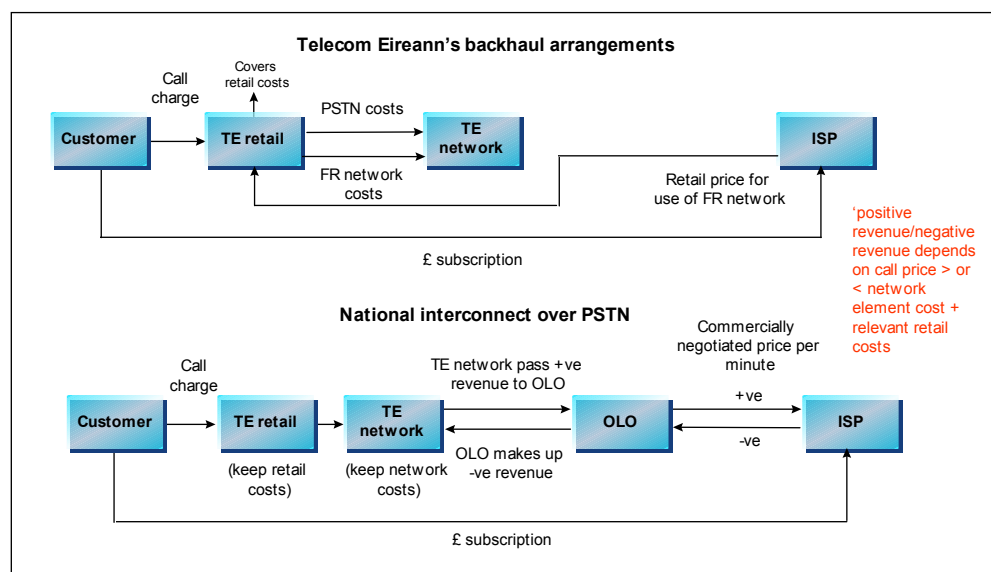 Telecom Eireann's backhaul arrangements
Covers
retail costs
Call
charge
PSTN costs
Customer
TE retail
TE
network
ISP
FR network
costs
Retail price for
use of FR network
£ subscription
'positive
revenue/negative
revenue depends
on call price > or
< network
element cost +
relevant retail
costs
National interconnect over PSTN
Commercially
negotiated price per
minute
TE network pass +ve
revenue to OLO
Call
charge
+ve
Customer
TE retail
TE
network
OLO
ISP
-ve
(keep retail
costs)
(keep network
costs)
OLO makes up
-ve revenue
£ subscription